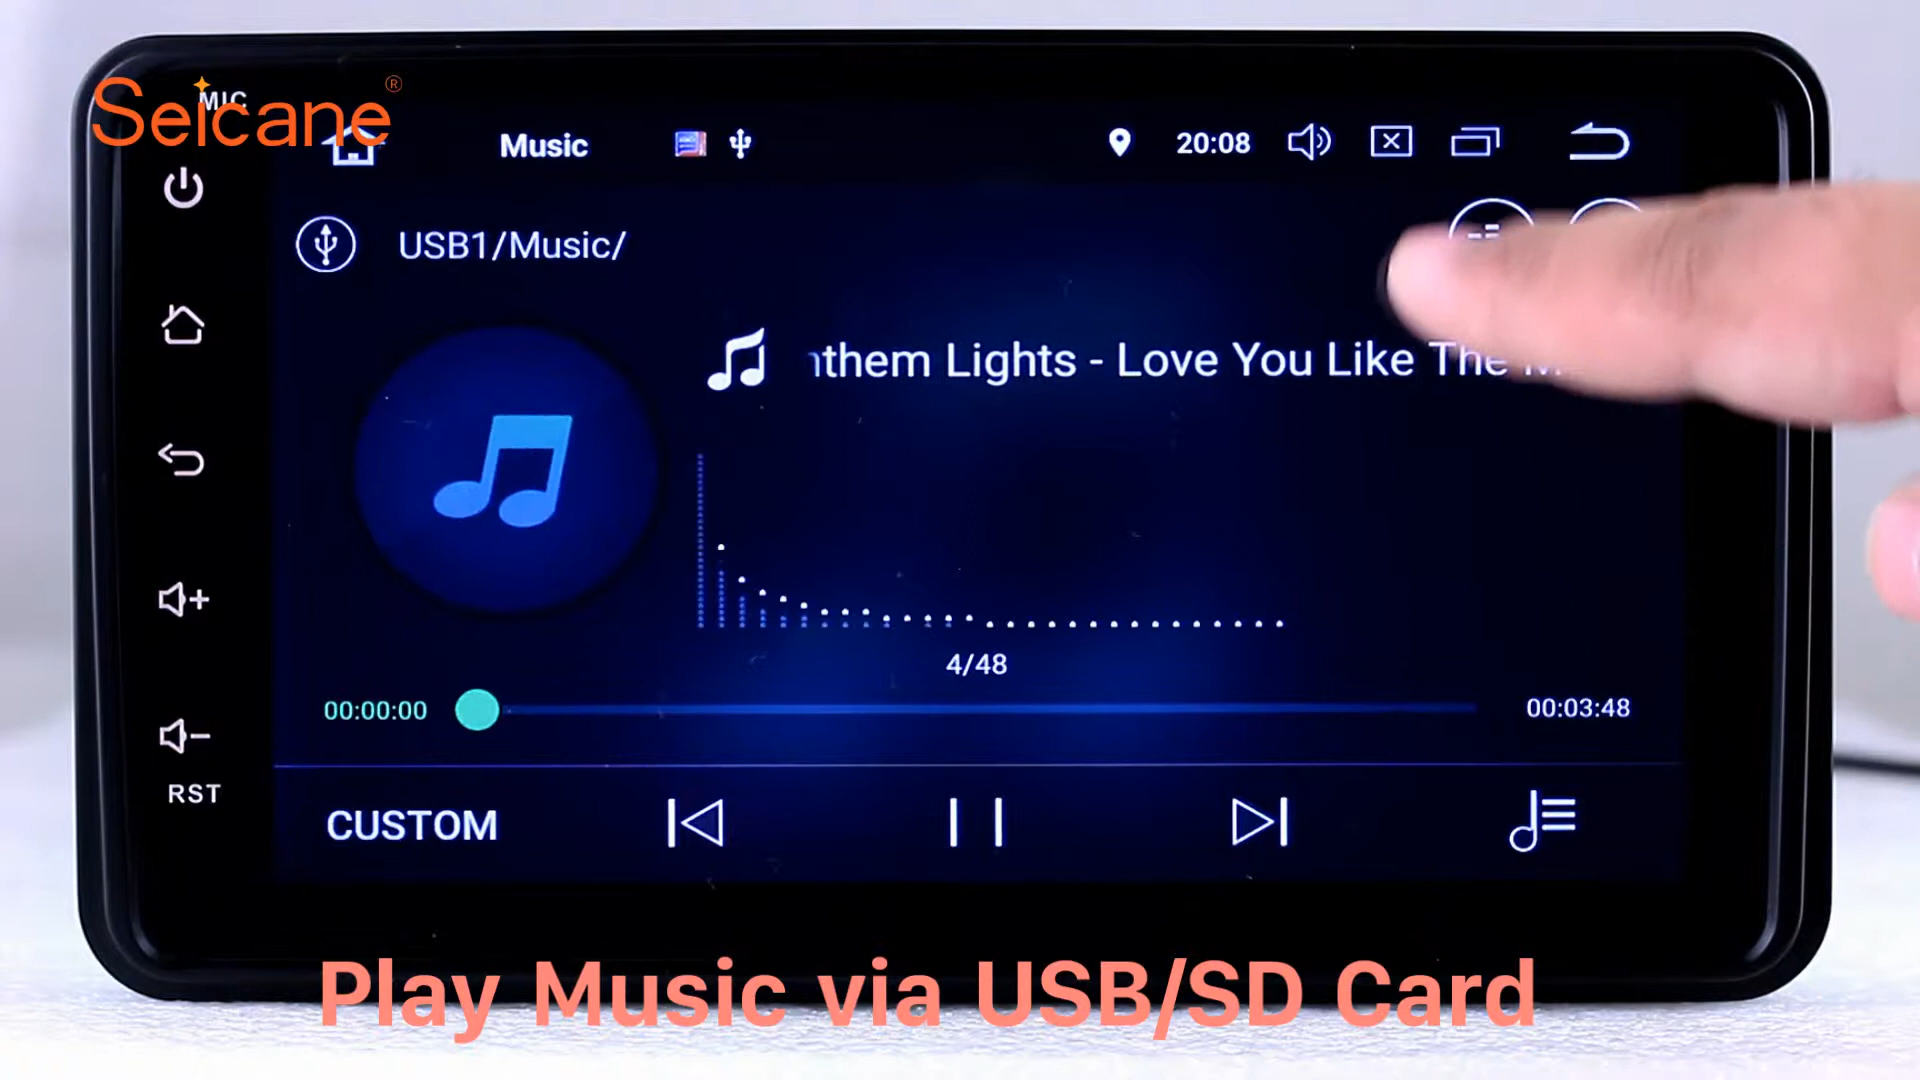 Seicane®
MIC
Music
20:08
USB1/Music/
nthem Lights - Love You Like The
4/48
00:00:00
00:03:48
RST
CUSTOM
Play Music via USB/SD Card